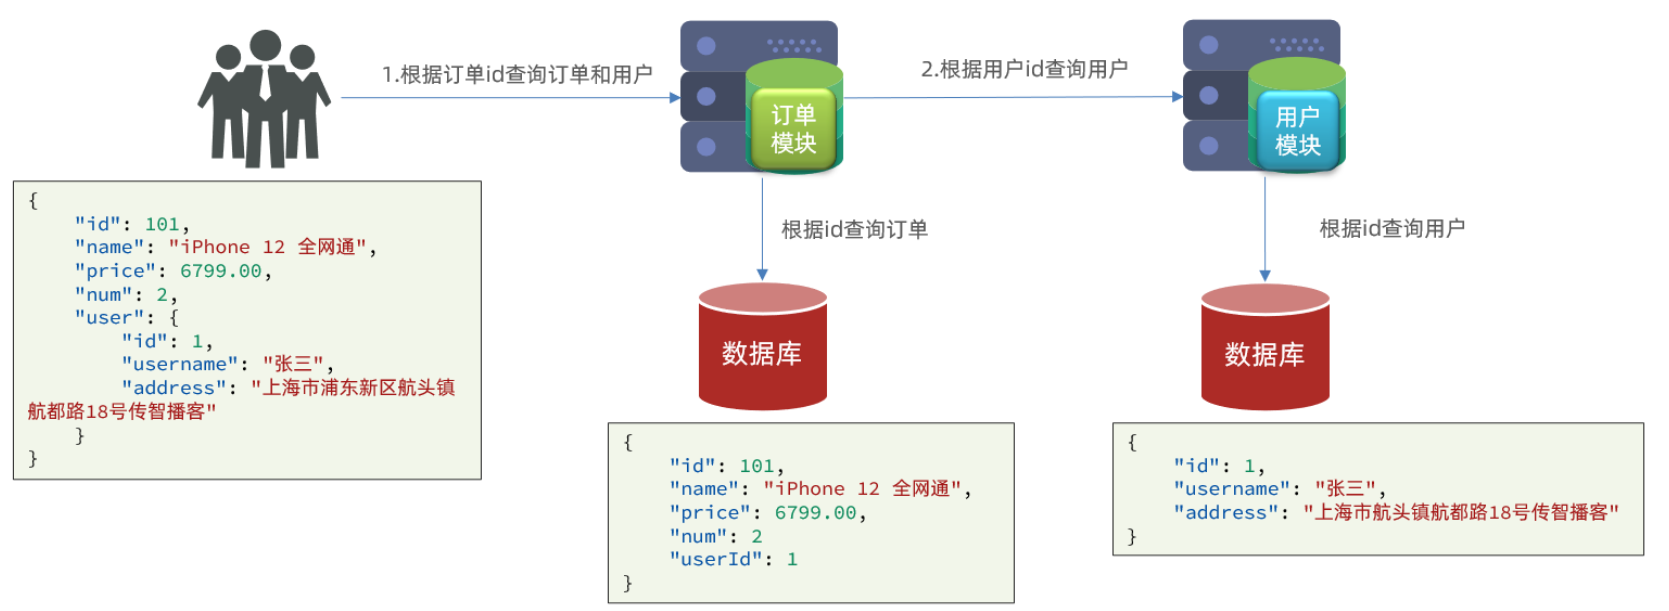 1.根据订单id查询订单和用户
订单
模块
2.根据用户id查询用户
用户
模块
{
"id": 101,
"name": "iPhone 12 全网通",
"price": 6799.00,
"num": 2,
"user": {
"id": 1,
"username": "张三",
"address": "上海市浦东新区航头镇
航都路18号传智播客"
}
}
根据id查询订单
数据库
{
"id": 101,
"name": "iPhone 12 全网通",
"price": 6799.00,
"num": 2
"userId": 1
}
根据id查询用户
数据库
{
"id": 1,
"username": "张三",
"address": "上海市航头镇航都路18号传智播客"
}